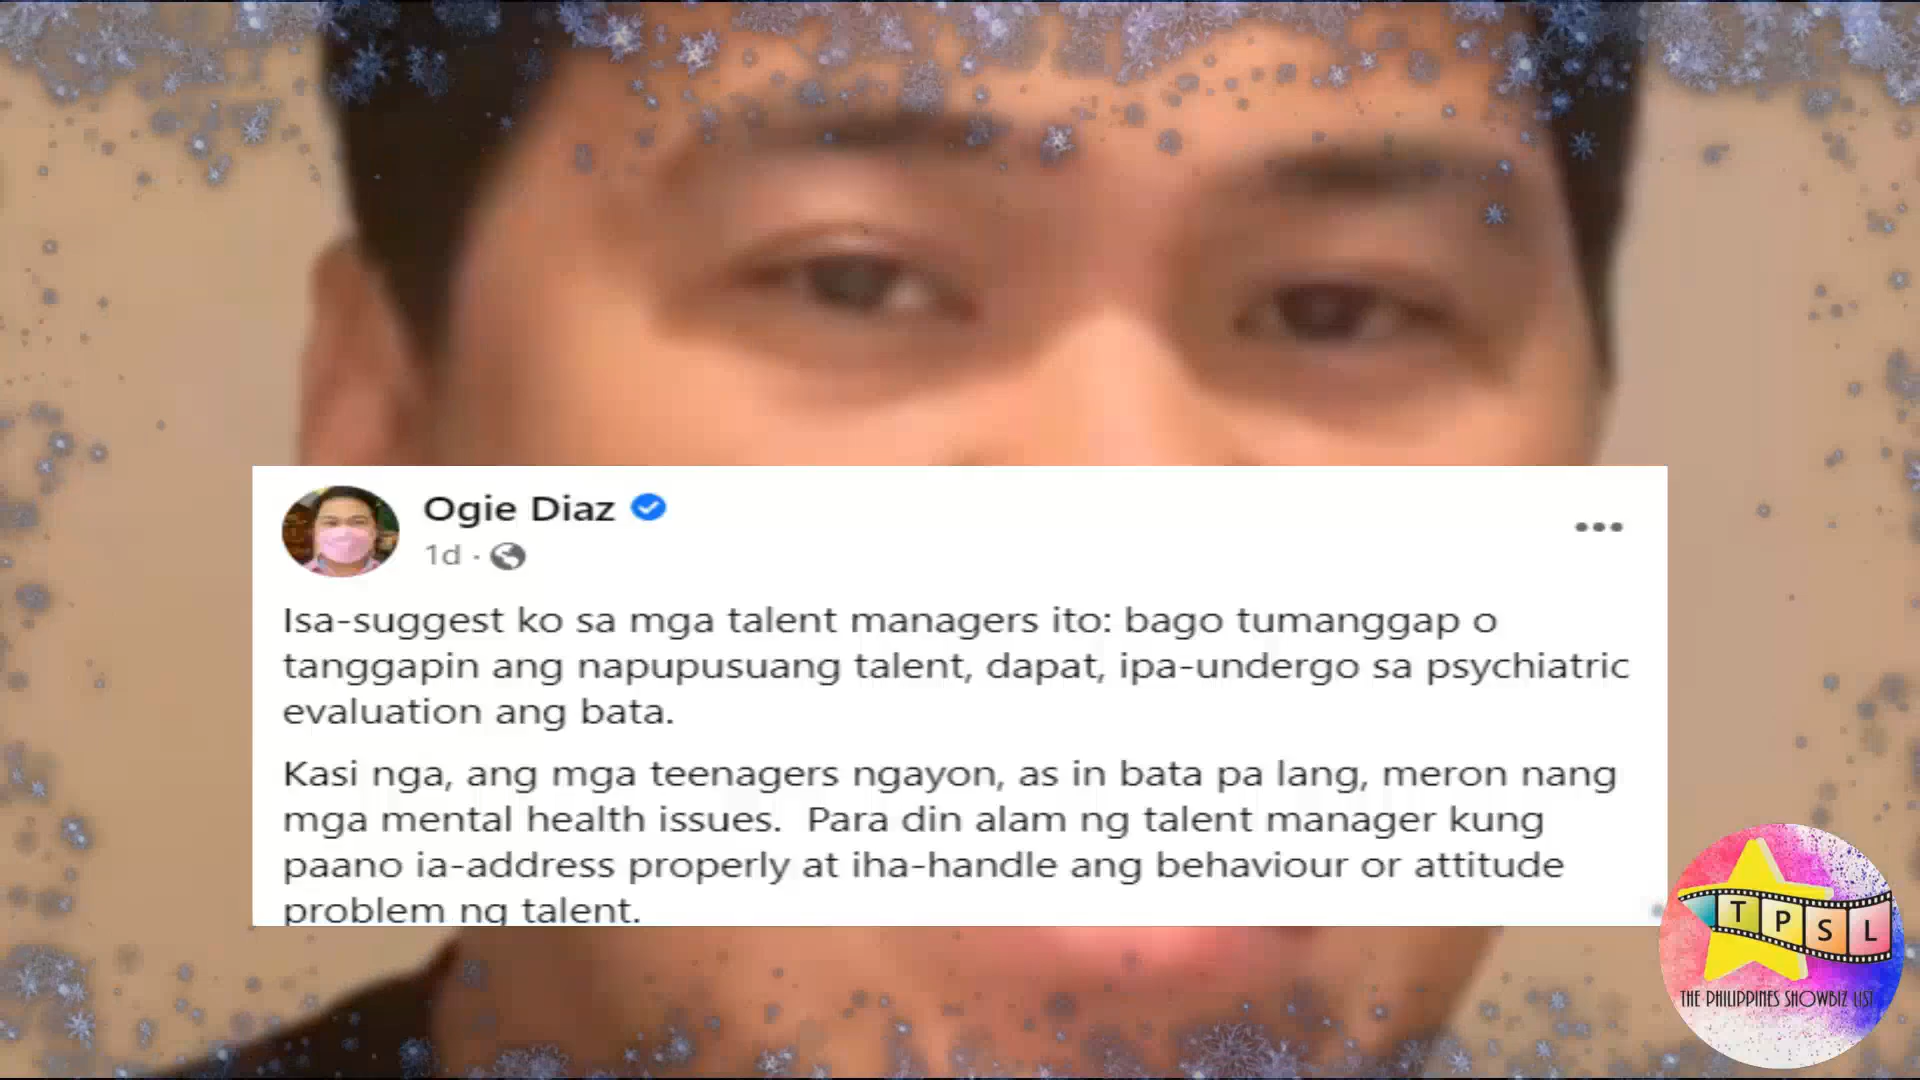 Ogie Diaz
1d ·
Isa-suggest ko sa mga talent managers ito: bago tumanggap o
tanggapin ang napupusuang talent, dapat, ipa-undergo sa psychiatric
evaluation ang bata.
Kasi nga, ang mga teenagers ngayon, as in bata pa lang, meron nang
mga mental health issues.  Para din alam ng talent manager kung
paano ia-address properly at iha-handle ang behaviour or attitude
problem ng talent.
T P S L
THE PHILIPPINES SHOWBIZ LIST